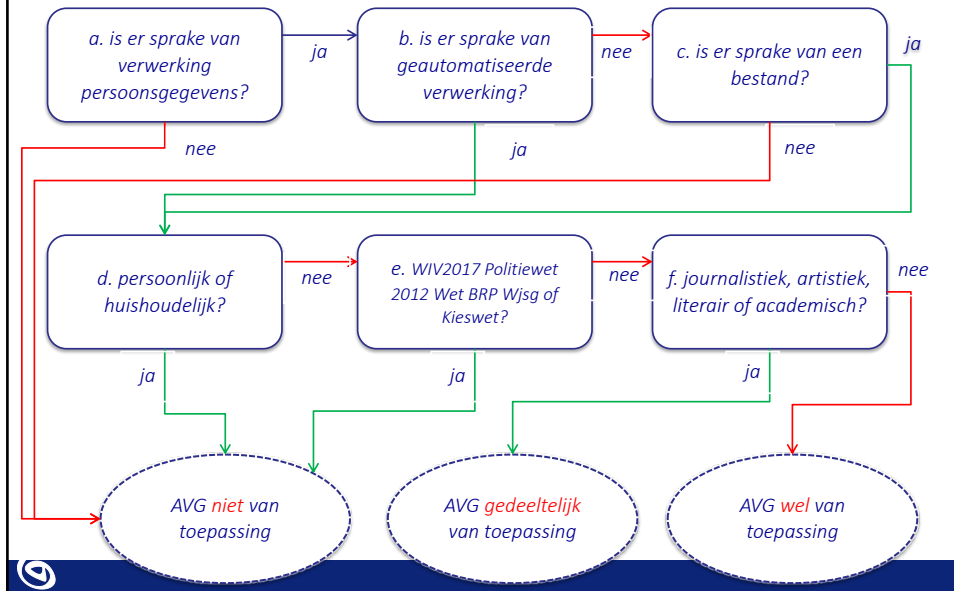 a. is er sprake van
verwerking
persoonsgegevens?
ja
b. is er sprake van
geautomatiseerde
verwerking?
nee
c. is er sprake van een
bestand?
ja
nee
ja
nee
d. persoonlijk of
huishoudelijk?
nee
e. WIV2017 Politiewet
2012 Wet BRP Wjsg of
Kieswet?
nee
f. journalistiek, artistiek,
literair of academisch?
nee
ja
ja
ja
AVG niet van
toepassing
AVG gedeeltelijk
van toepassing
AVG wel van
toepassing